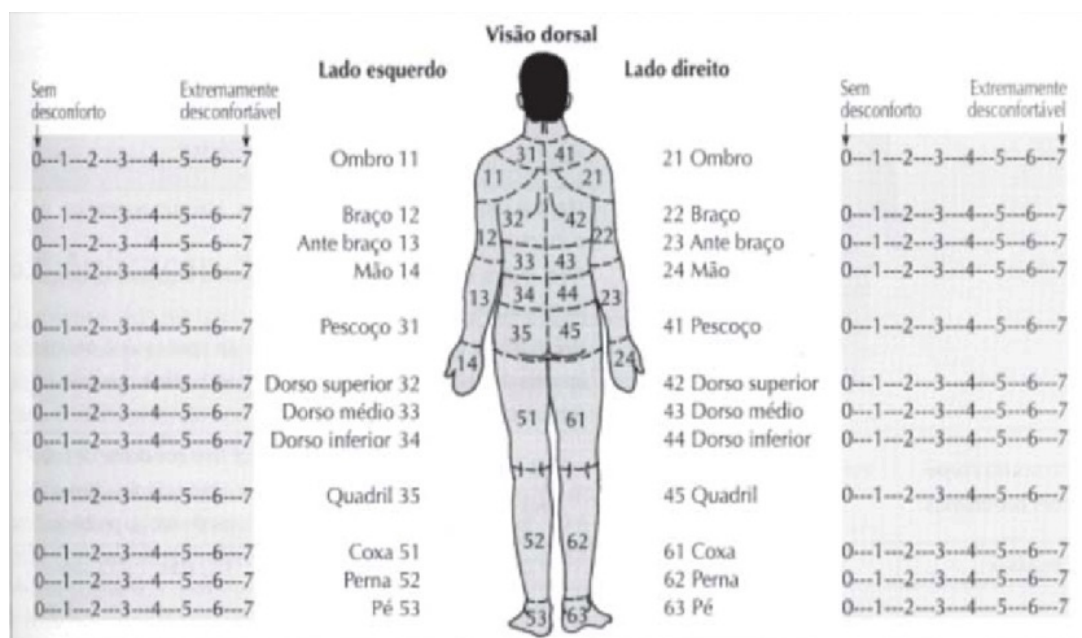 Visão dorsal
Lado esquerdo
Lado direito
Sem desconforto
Extremamente desconfortável
Sem desconforto
Extremamente desconfortável
0---1---2---3---4---5---6---7 Ombro 11 31 41 21 Ombro 0---1---2---3---4---5---6---7
11 21
0---1---2---3---4---5---6---7 Braço 12 32 42 22 Braço 0---1---2---3---4---5---6---7
0---1---2---3---4---5---6---7 Ante braço 13 12 22 23 Ante braço 0---1---2---3---4---5---6---7
0---1---2---3---4---5---6---7 Mão 14 33 43 24 Mão 0---1---2---3---4---5---6---7
13 34 44 23
0---1---2---3---4---5---6---7 Pescoço 31 35 45 41 Pescoço 0---1---2---3---4---5---6---7
14 24
0---1---2---3---4---5---6---7 Dorso superior 32 42 Dorso superior 0---1---2---3---4---5---6---7
0---1---2---3---4---5---6---7 Dorso médio 33 51 61 43 Dorso médio 0---1---2---3---4---5---6---7
0---1---2---3---4---5---6---7 Dorso inferior 34 44 Dorso inferior 0---1---2---3---4---5---6---7
0---1---2---3---4---5---6---7 Quadril 35 45 Quadril 0---1---2---3---4---5---6---7
52 62
0---1---2---3---4---5---6---7 Coxa 51 61 Coxa 0---1---2---3---4---5---6---7
0---1---2---3---4---5---6---7 Perna 52 62 Perna 0---1---2---3---4---5---6---7
0---1---2---3---4---5---6---7 Pé 53 53 63 63 Pé 0---1---2---3---4---5---6---7